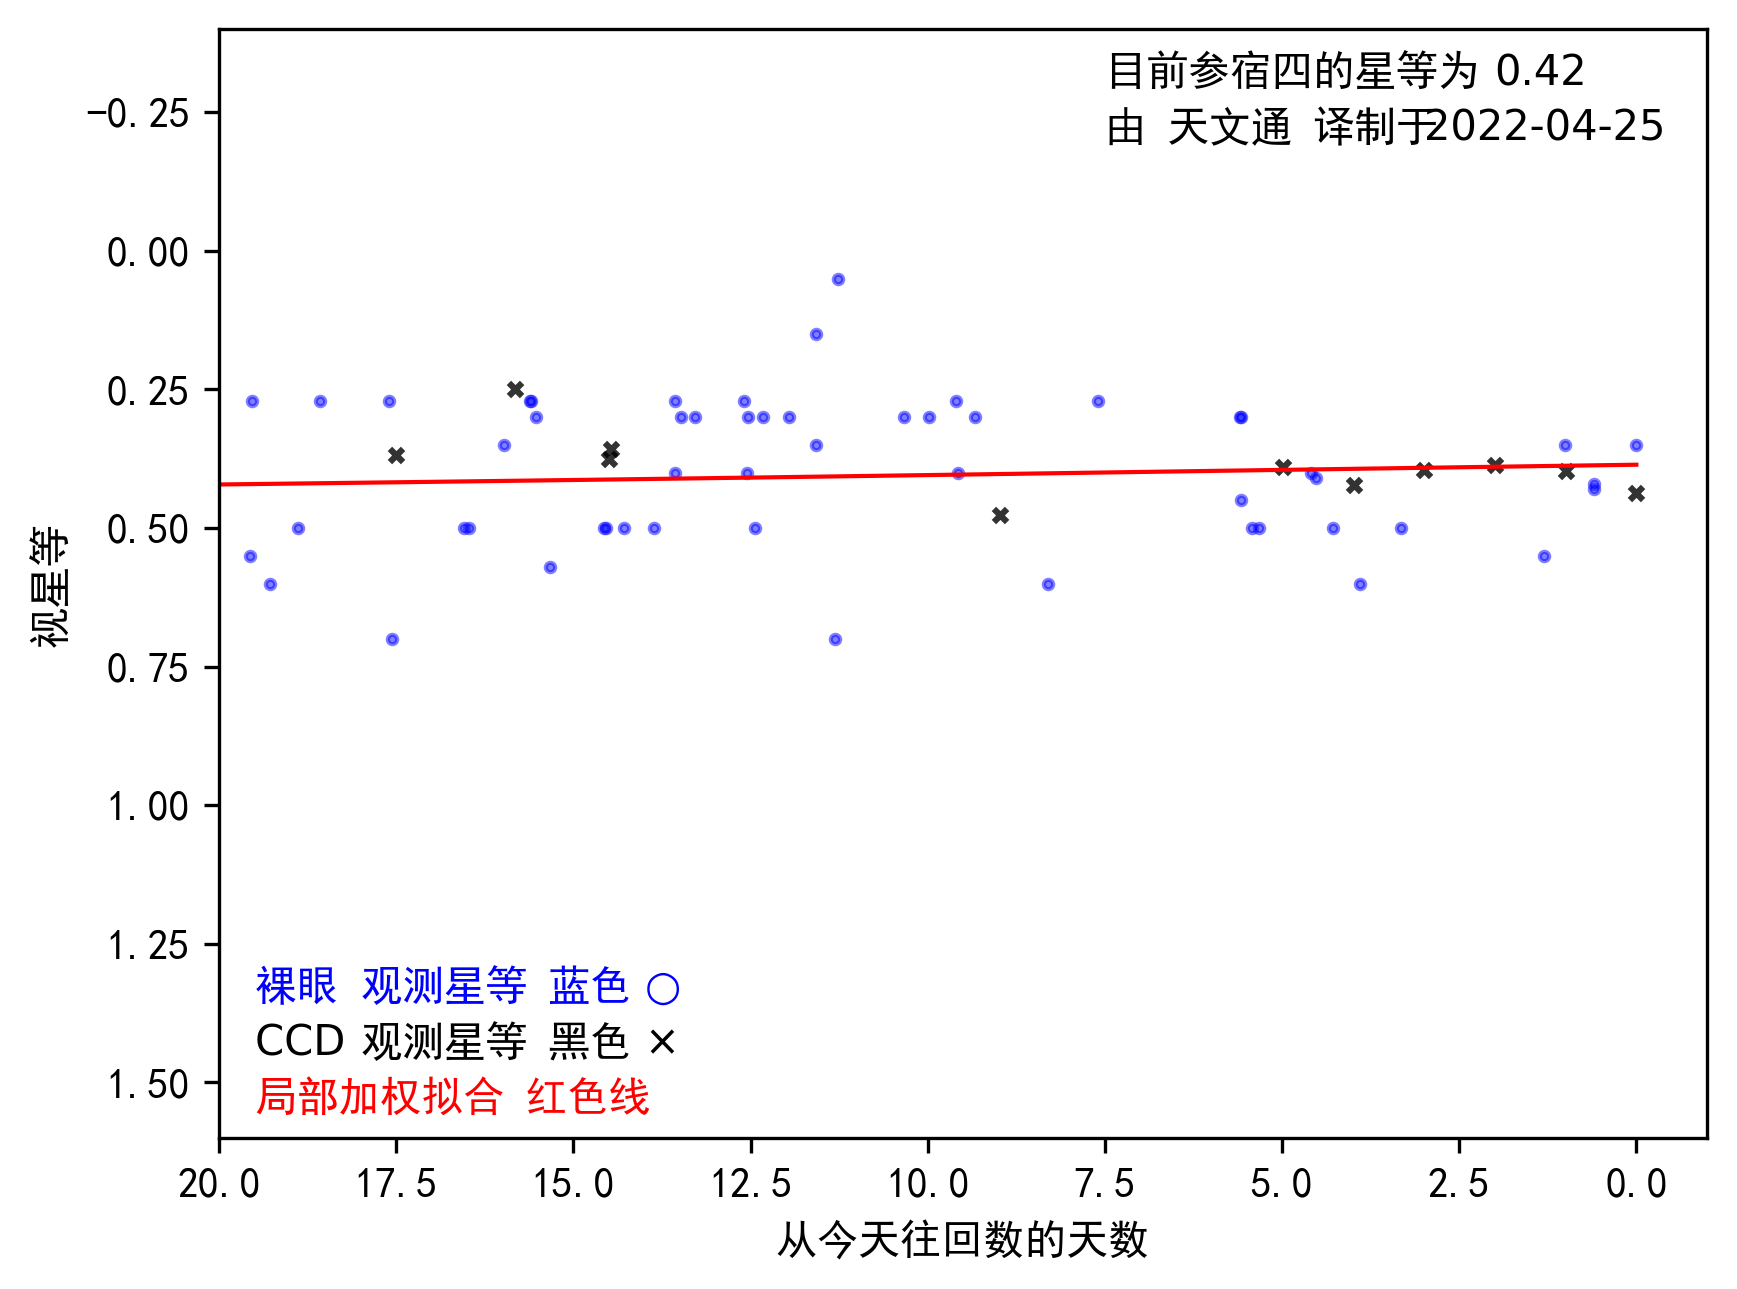 目前参宿四的星等为 0.42
由 天文通 译制于2022-04-25
−0.25
0.00
0.25
0.50
0.75
1.00
1.25
1.50
视星等
裸眼 观测星等 蓝色 ○
CCD 观测星等 黑色 ×
局部加权拟合 红色线
20.0 17.5 15.0 12.5 10.0 7.5 5.0 2.5 0.0
从今天往回数的天数